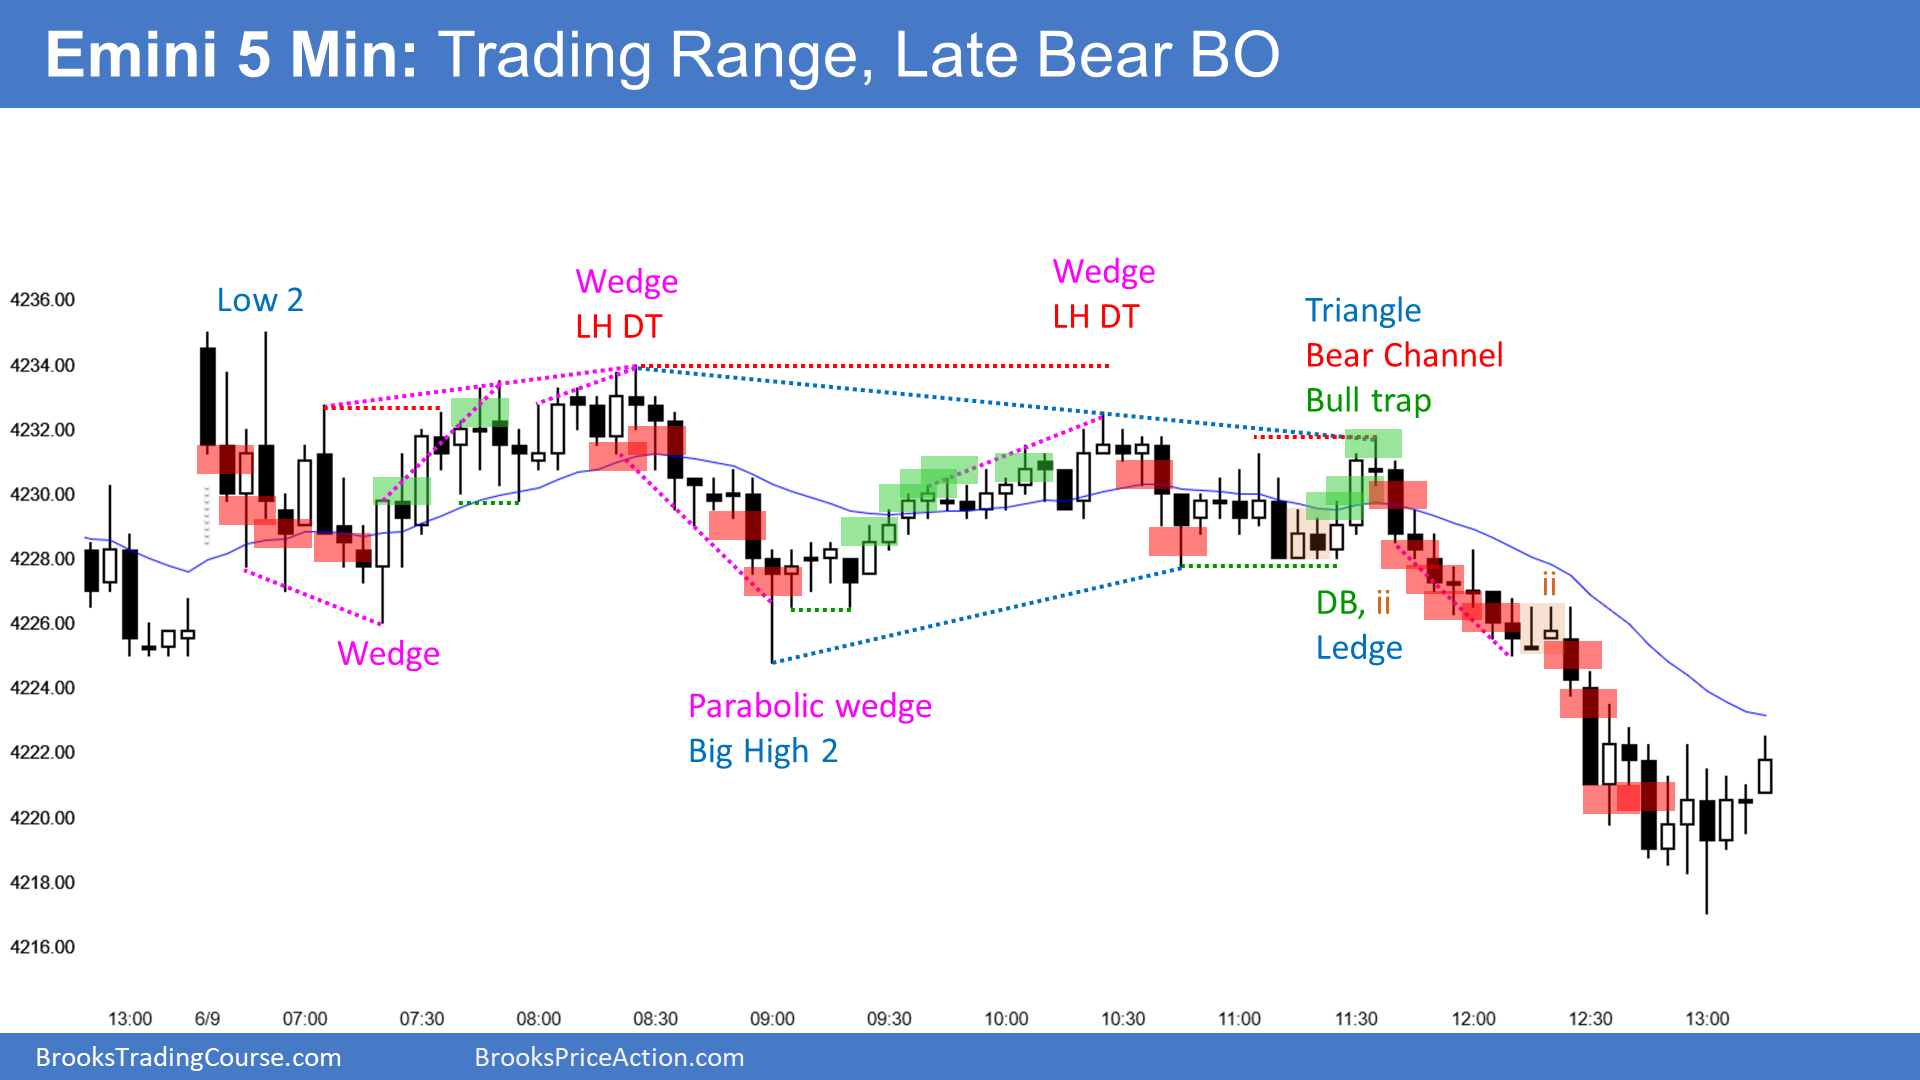 Emini 5 Min: Trading Range, Late Bear BO
Low 2
Wedge
LH DT
Wedge
LH DT
Triangle
Bear Channel
Bull trap
Wedge
Parabolic wedge
Big High 2
DB, ii
Ledge
ii
4236.00
4234.00
4232.00
4230.00
4228.00
4226.00
4224.00
4222.00
4220.00
4218.00
4216.00
13:00 6/9 07:00 07:30 08:00 08:30 09:00 09:30 10:00 10:30 11:00 11:30 12:00 12:30 13:00
BrooksTradingCourse.com BrooksPriceAction.com